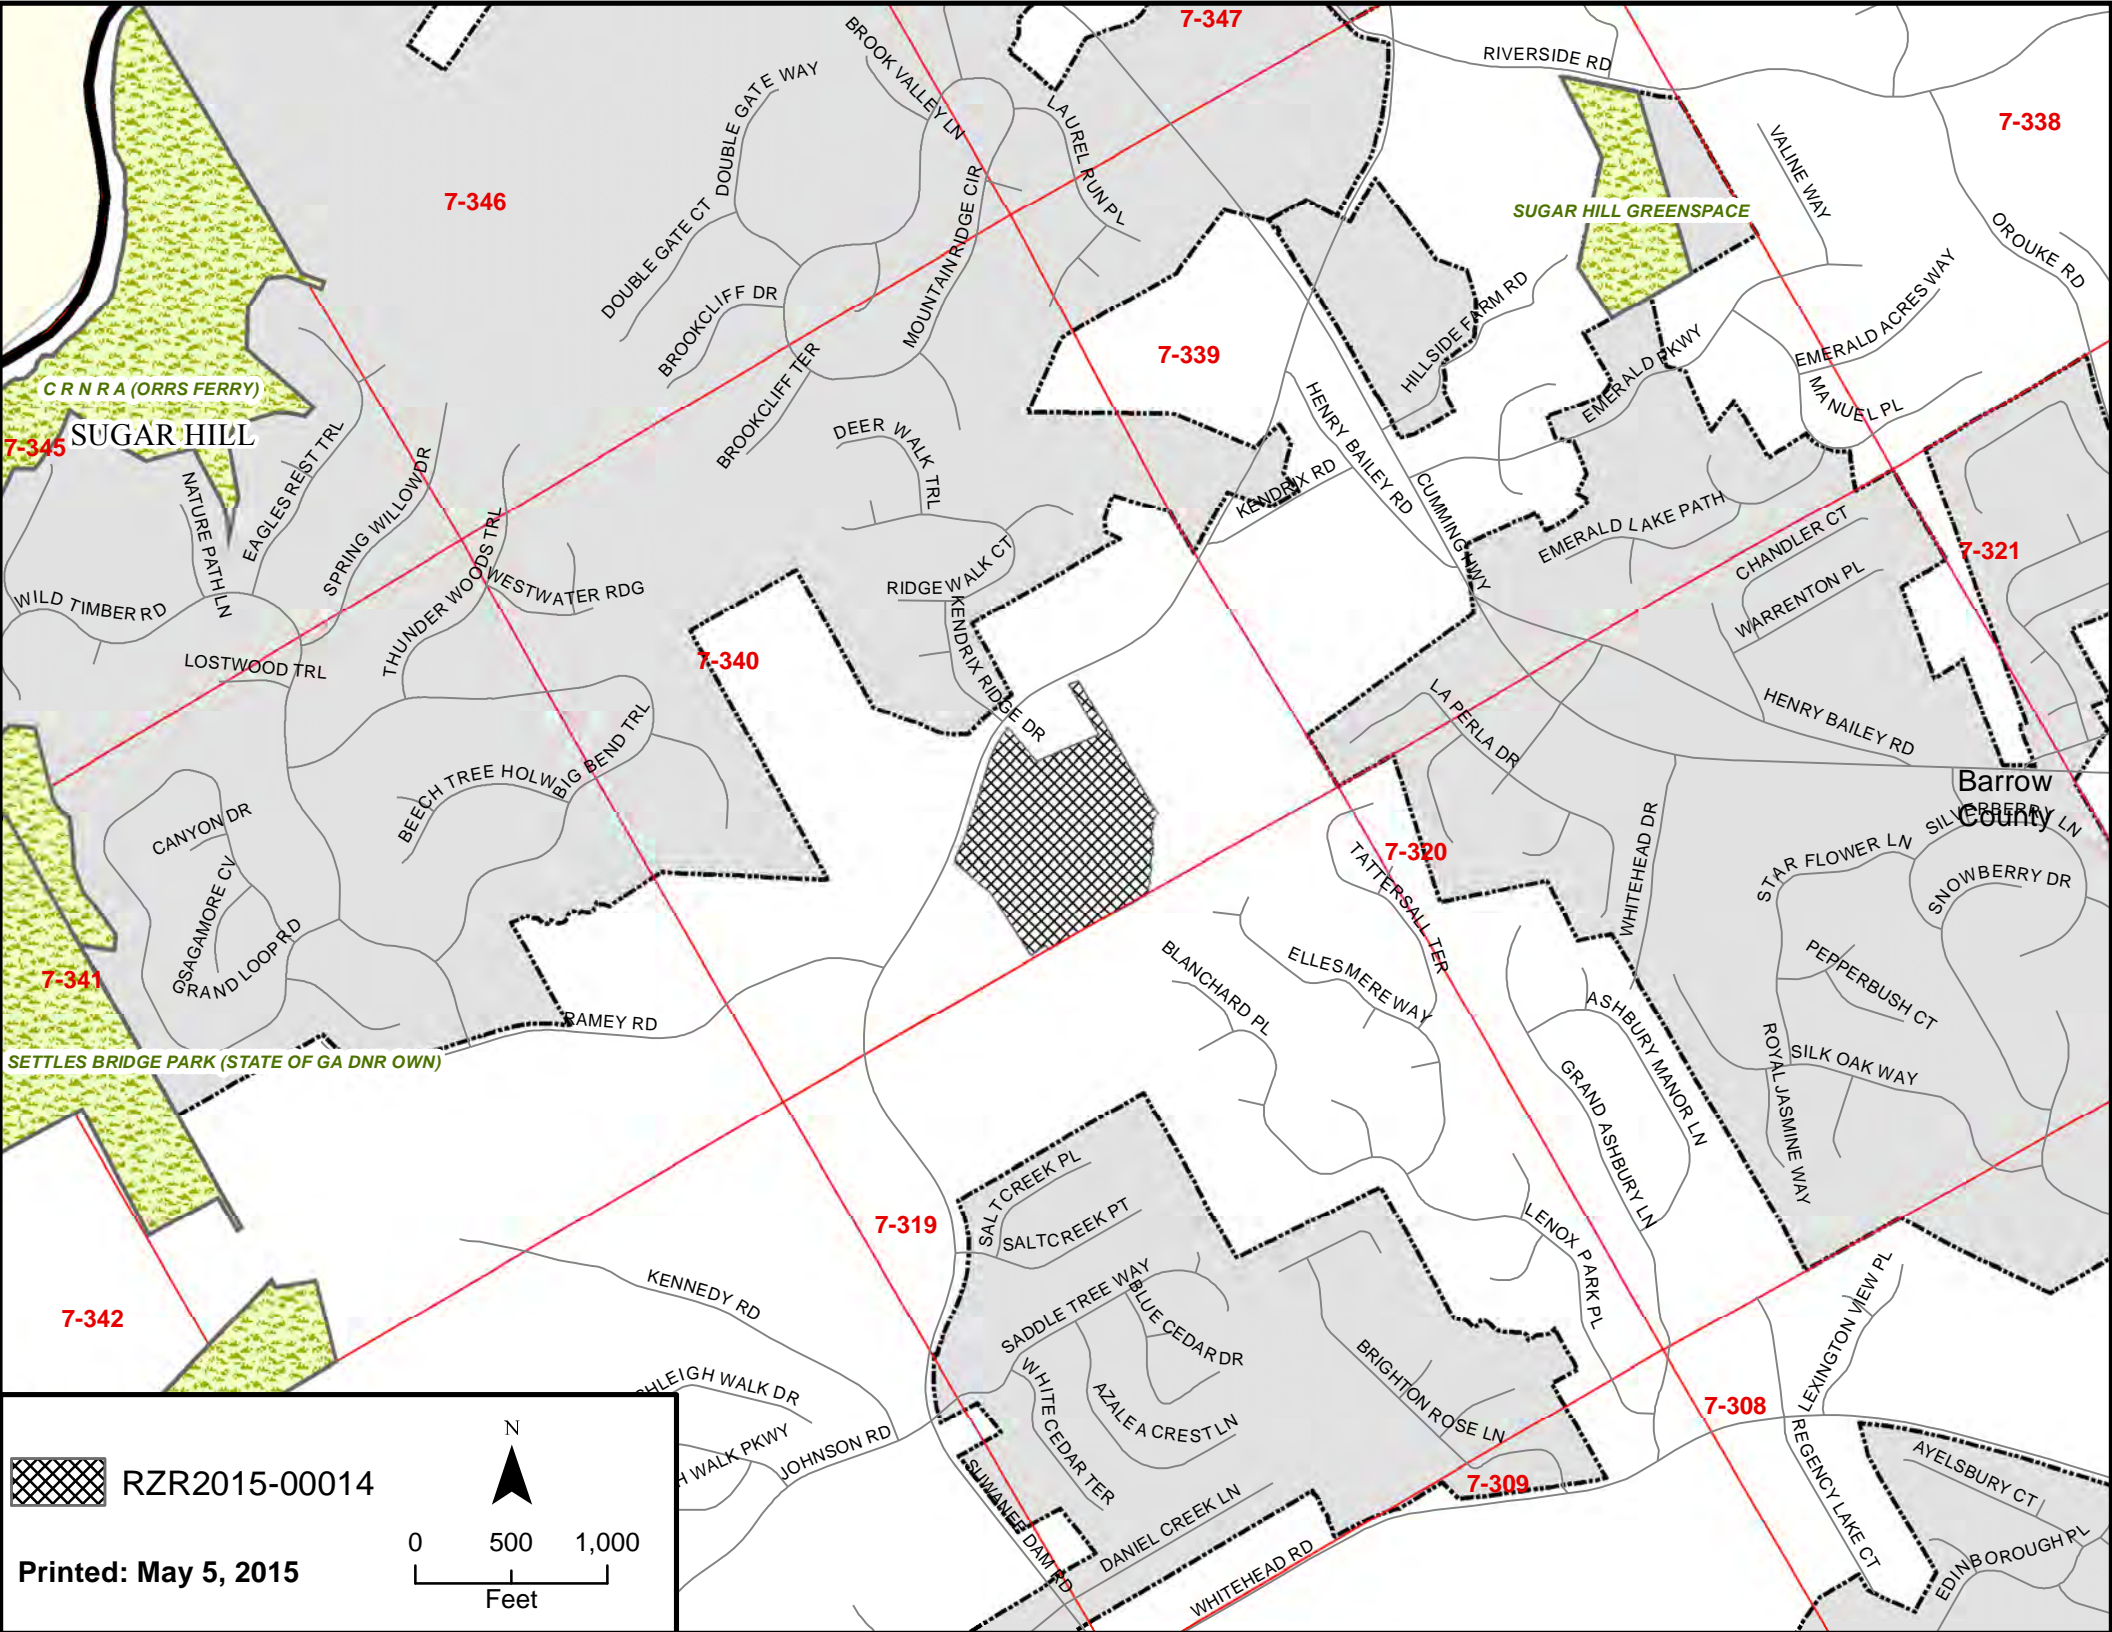 7-347
RIVERSIDE RD
BROOK VALLEY LN
DOUBLE GATE WAY
LAUREL RUN PL
7-338
VALINE WAY
7-346
SUGAR HILL GREENSPACE
DOUBLE GATE CT
MOUNTAIN RIDGE CIR
OROUKE RD
BROOKCLIFF DR
HILLSIDE FARM RD
EMERALD ACRES WAY
7-339
EMERALD PKWY
BROOKCLIFF TER
C R N R A (ORRS FERRY)
MANUEL PL
HENRY BAILEY RD
7-345
SUGAR HILL
DEER WALK TRL
KENDRIX RD
NATURE PATH LN
EAGLES REST TRL
SPRING WILLOW DR
CUMMING HWY
EMERALD LAKE PATH
CHANDLER CT
7-321
THUNDER WOODS TRL
WESTWATER RDG
RIDGE WALK CT
WARRENTON PL
WILD TIMBER RD
KENDRIX RIDGE DR
LOSTWOOD TRL
7-340
LA PERLA DR
HENRY BAILEY RD
BEECH TREE HOLW
BIG BEND TRL
Barrow
County
SILVERBERRY LN
CANYON DR
WHITEHEAD DR
7-320
TATTERSALL TER
STAR FLOWER LN
SNOWBERRY DR
SAGAMORE CV
GRAND LOOP RD
7-341
BLANCHARD PL
ELLESMERE WAY
PEPPERBUSH CT
RAMEY RD
ASHBURY MANOR LN
ROYAL JASMINE WAY
SILK OAK WAY
SETTLES BRIDGE PARK (STATE OF GA DNR OWN)
GRAND ASHBURY LN
SALTCREEK PL
7-319
SALTCREEK PT
LENOX PARK PL
LEXINGTON VIEW PL
KENNEDY RD
7-342
SADDLE TREE WAY
BLUE CEDAR DR
BRIGHTON ROSE LN
HLEIGH WALK DR
WHITE CEDAR TER
AZALEA CREST LN
7-308
REGENCY LAKE CT
H WALK PKWY
JOHNSON RD
7-309
AYELSBURY CT
SUWANEE DAM RD
DANIEL CREEK LN
WHITEHEAD RD
EDINBOROUGH PL
N
RZR2015-00014
0 500 1,000
Feet
Printed: May 5, 2015